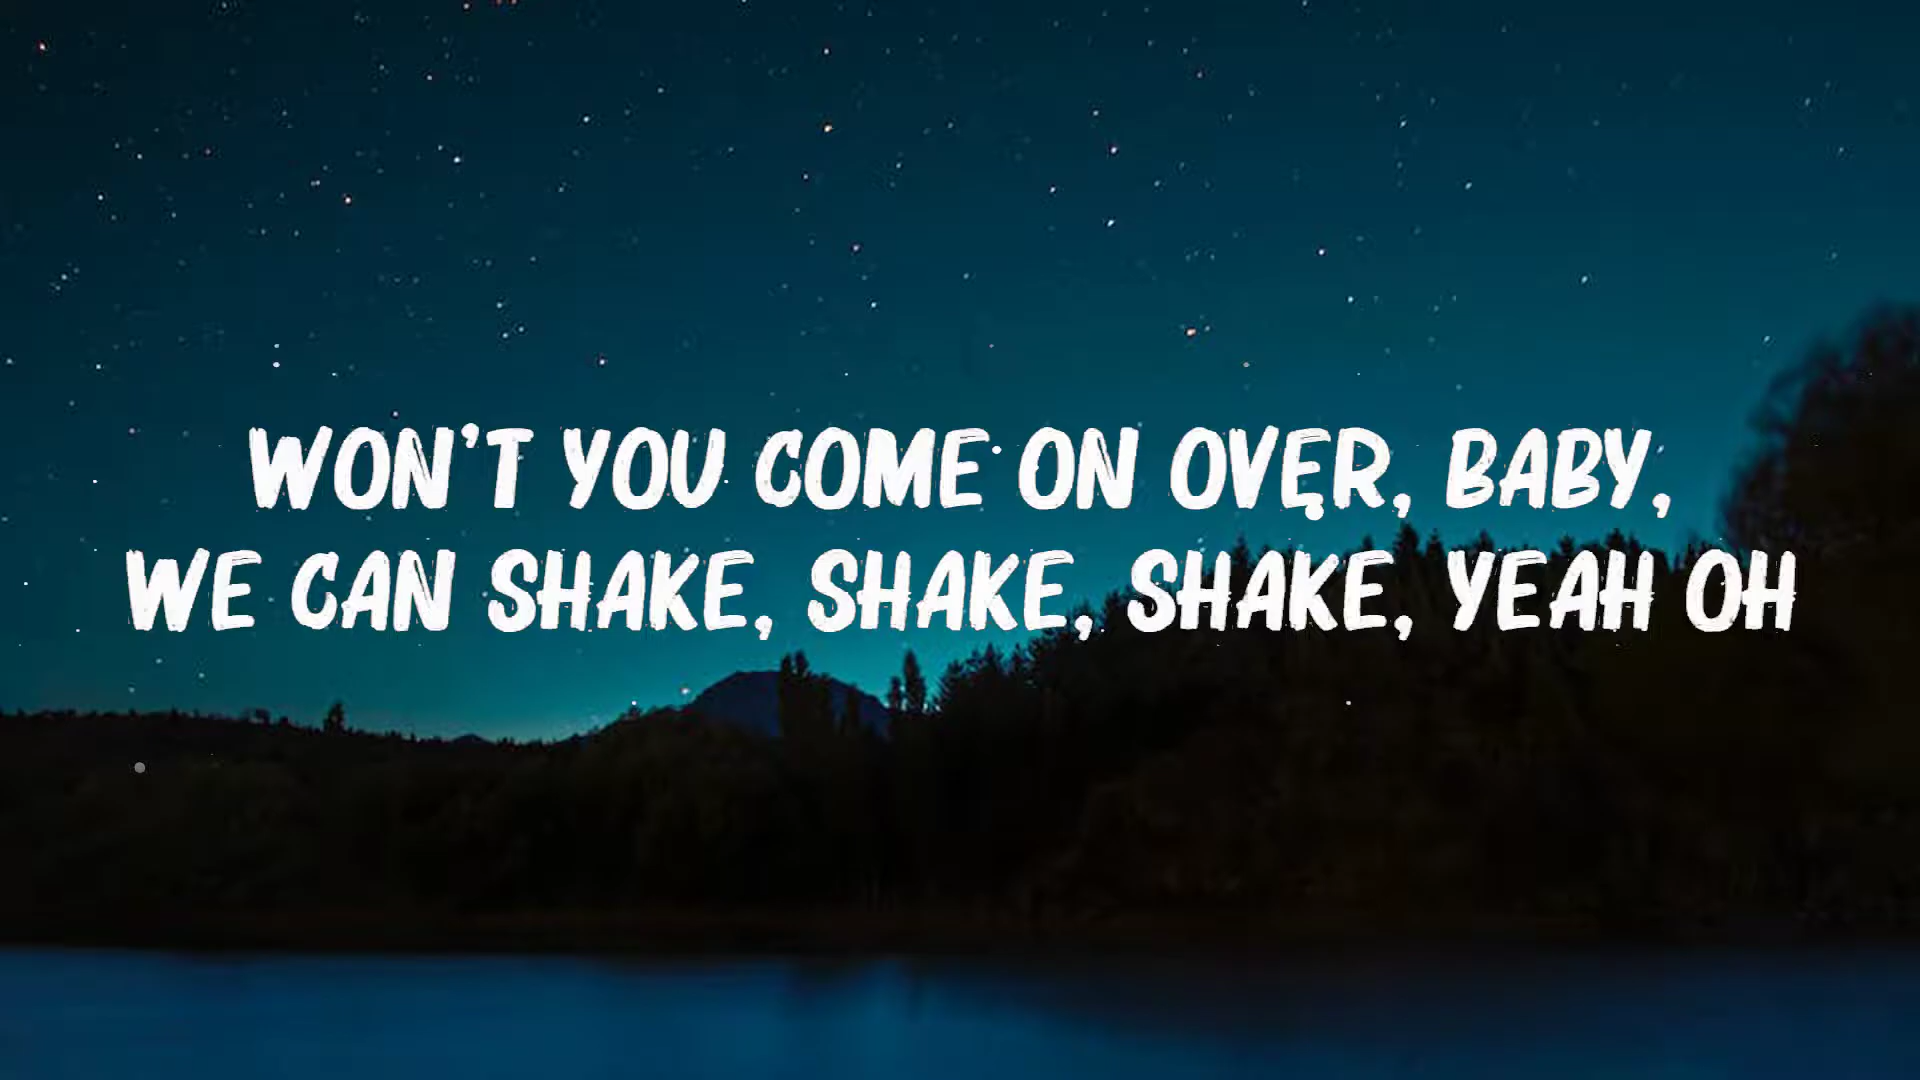 WON'T YOU COME ON OVER, BABY,
WE CAN SHAKE, SHAKE, SHAKE, YEAH OH